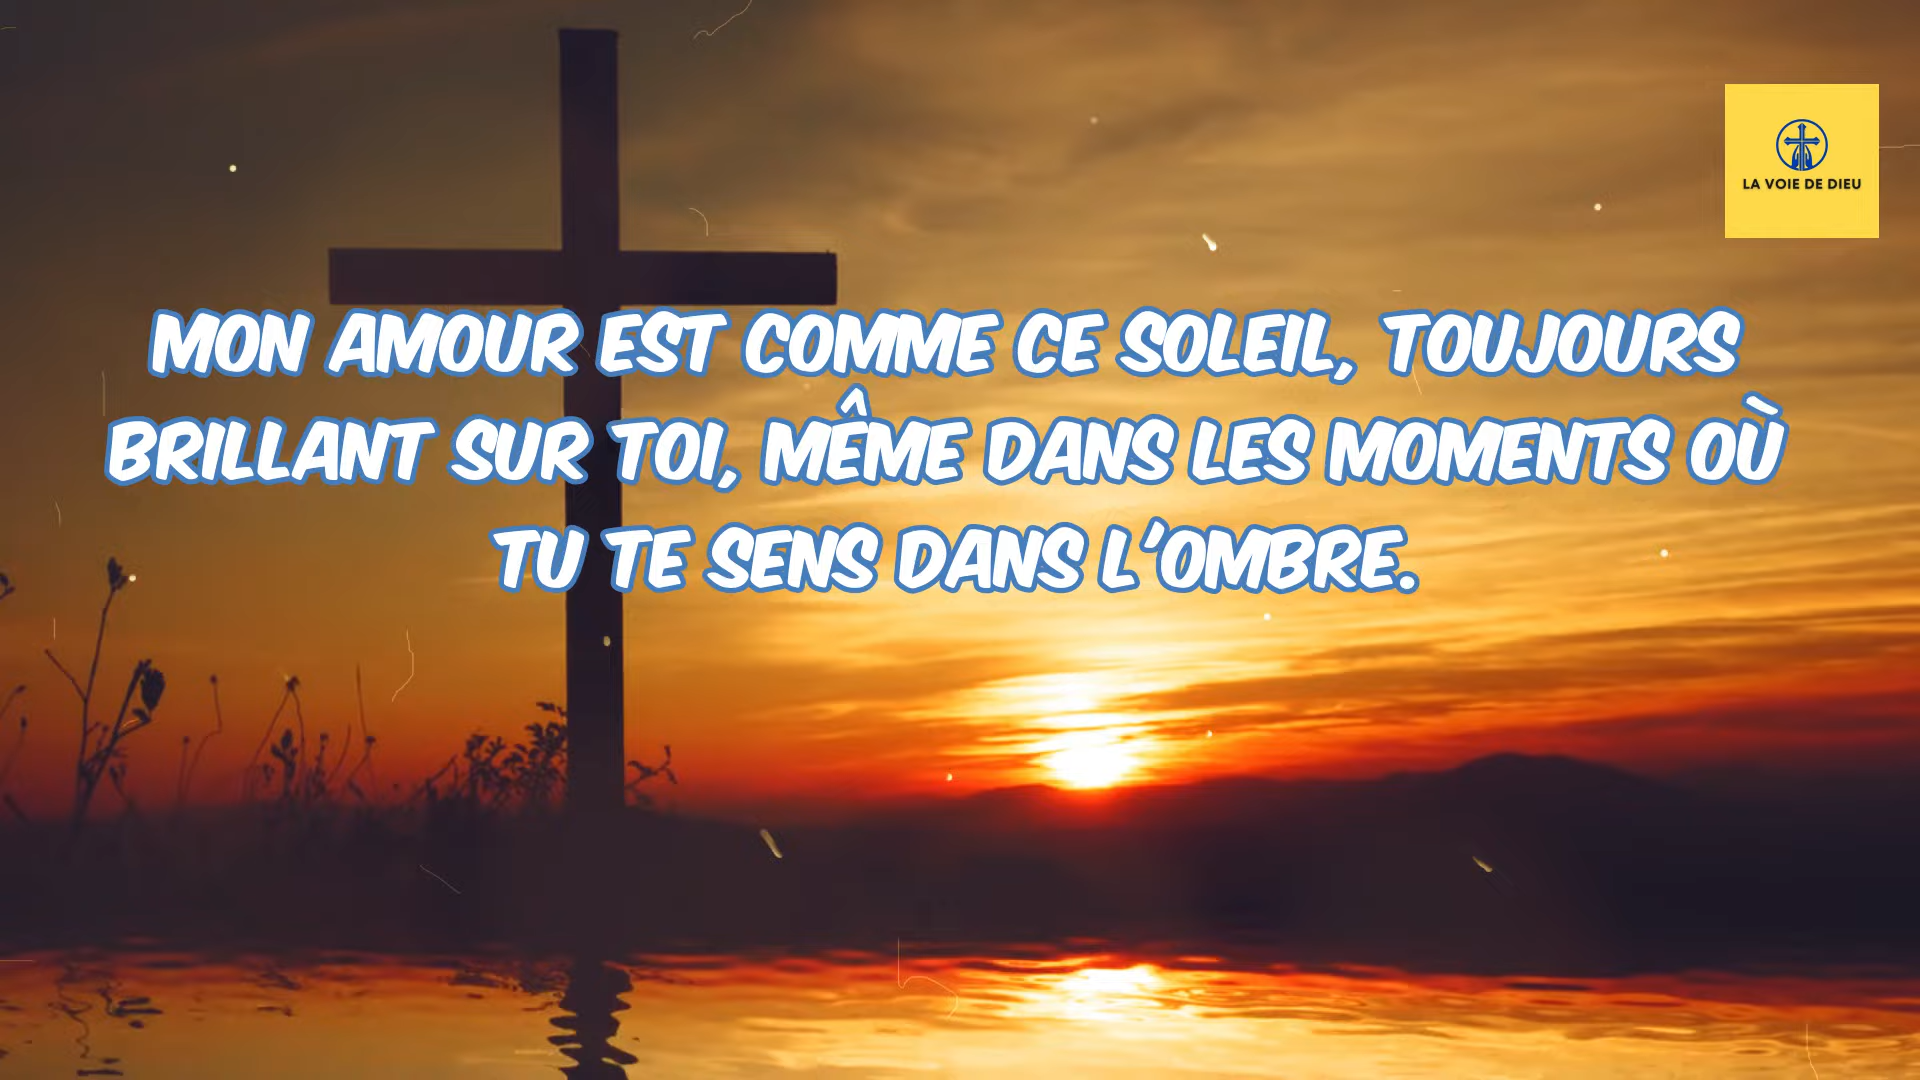 LA VOIE DE DIEU
MON AMOUR EST COMME CE SOLEIL, TOUJOURS
BRILLANT SUR TOI, MÊME DANS LES MOMENTS OÙ
TU TE SENS DANS L'OMBRE.